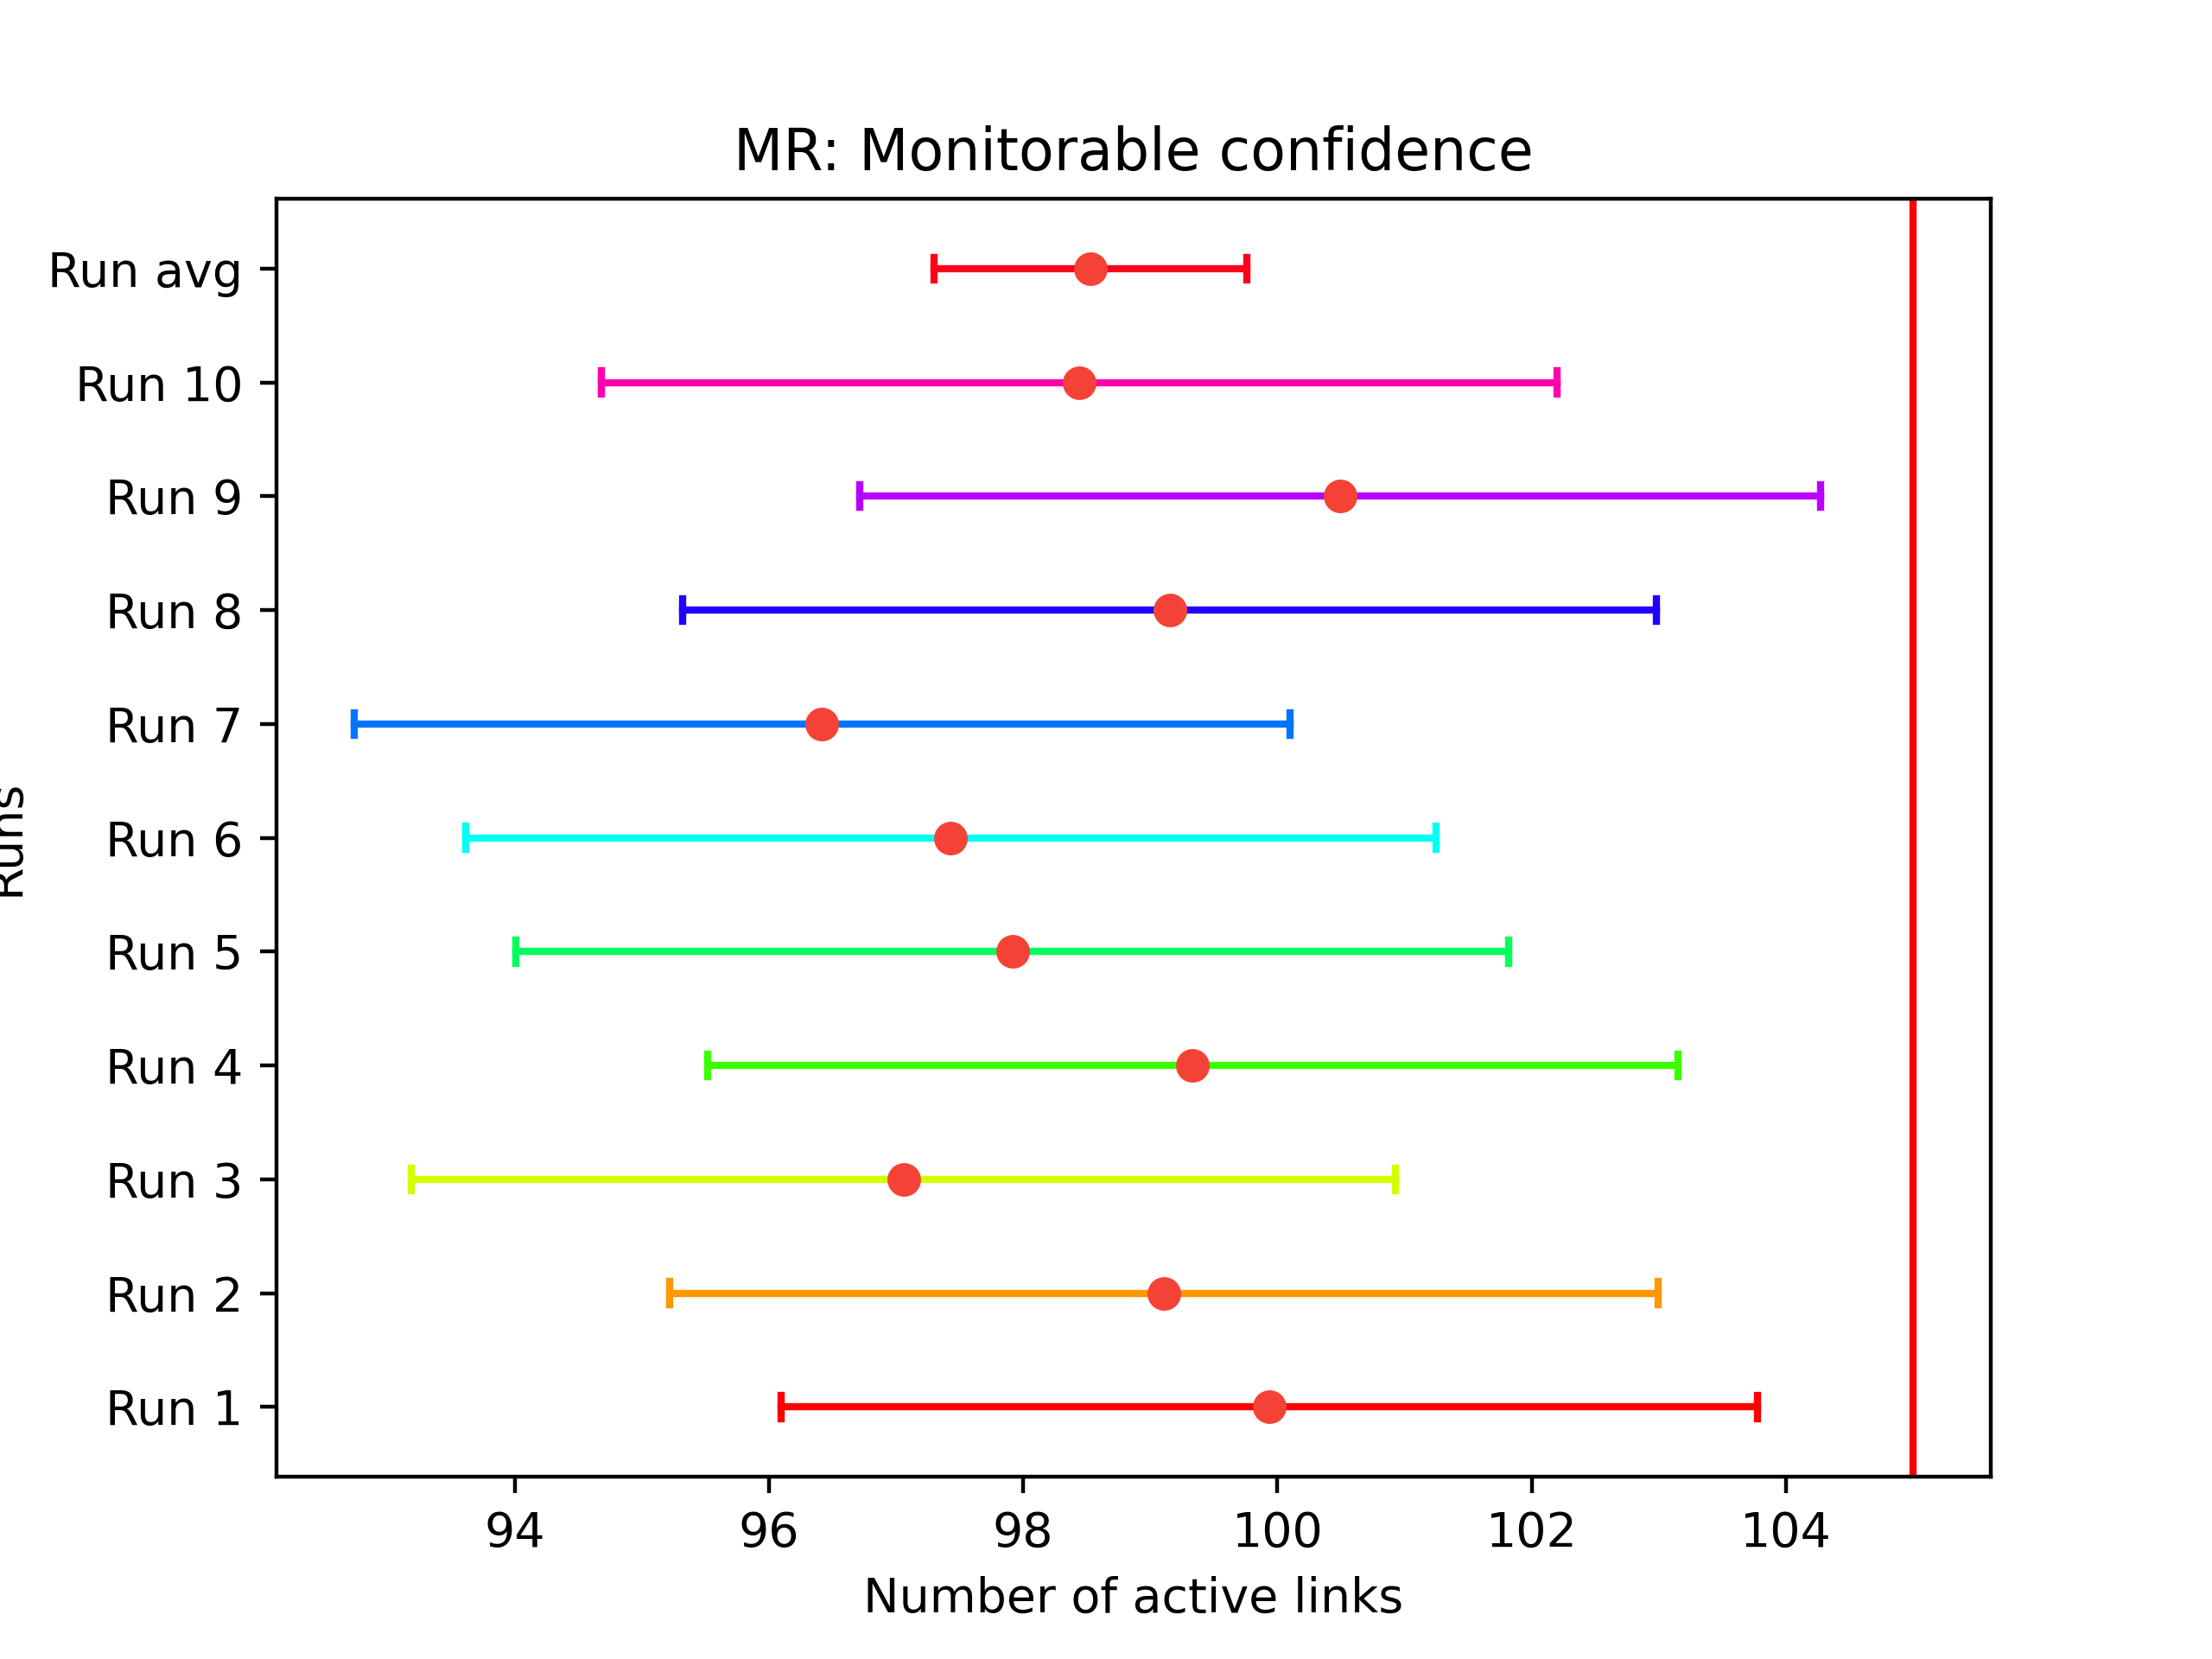 MR: Monitorable confidence
Run avg
Run 10
Run 9
Run 8
Run 7
Run 6
Run 5
Run 4
Run 3
Run 2
Run 1
Runs
94 96 98 100 102 104
Number of active links